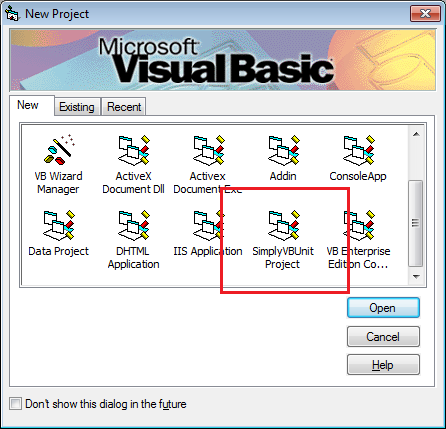 New Project
Microsoft
Visual Basic
New Existing Recent
VB Wizard Manager
ActiveX Document Dll
Activex Document Exe
Addin
ConsoleApp
Data Project
DHTML Application
IIS Application
SimplyVBUnit Project
VB Enterprise Edition Co...
Open
Cancel
Help
Don't show this dialog in the future